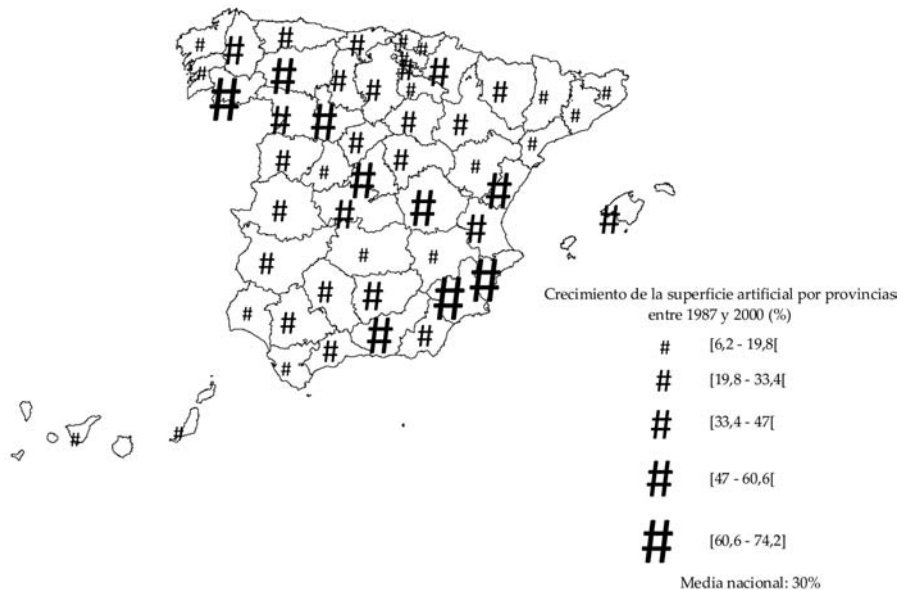 Crecimiento de la superficie artificial por provincias
entre 1987 y 2000 (%)
# [6,2 - 19,8[
# [19,8 - 33,4[
# [33,4 - 47[
# [47 - 60,6[
# [60,6 - 74,2]
Media nacional: 30%